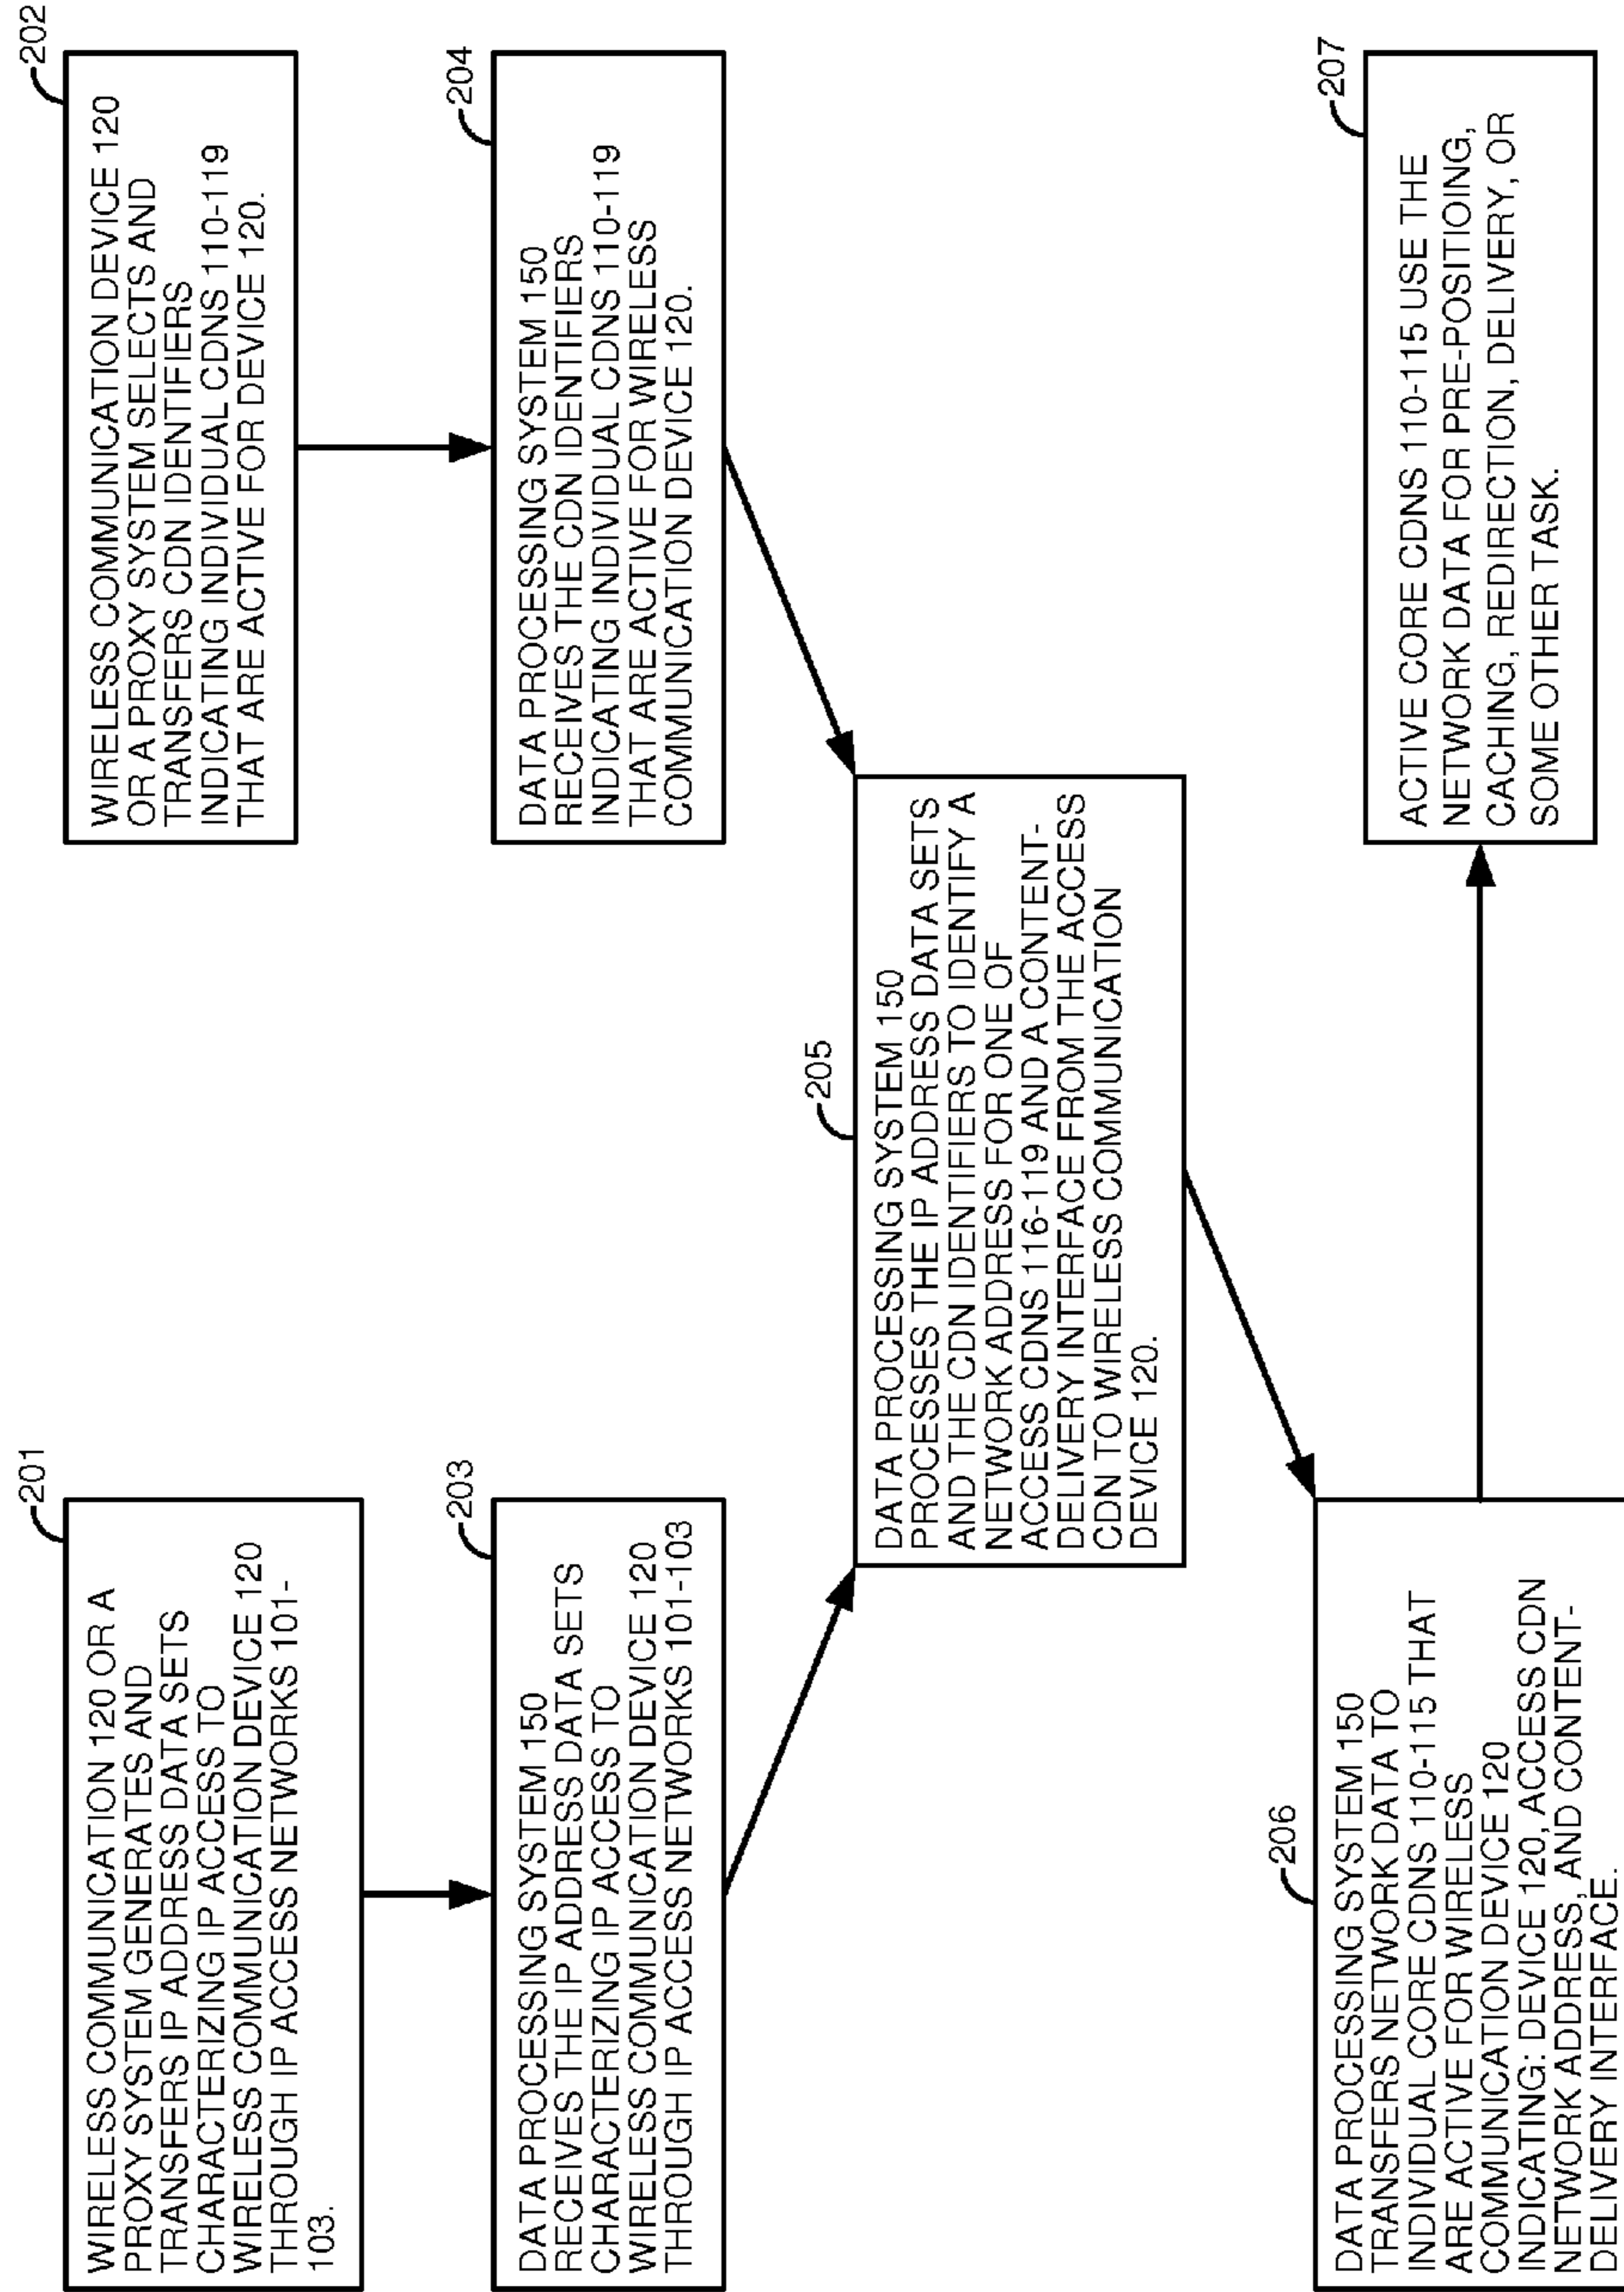 201
WIRELESS COMMUNICATION 120 OR A
PROXY SYSTEM GENERATES AND
TRANSFERS IP ADDRESS DATA SETS
CHARACTERIZING IP ACCESS TO
WIRELESS COMMUNICATION DEVICE 120
THROUGH IP ACCESS NETWORKS 101-
103.
202
WIRELESS COMMUNICATION DEVICE 120
OR A PROXY SYSTEM SELECTS AND
TRANSFERS CDN IDENTIFIERS
INDICATING INDIVIDUAL CDNS 110-119
THAT ARE ACTIVE FOR DEVICE 120.
203
DATA PROCESSING SYSTEM 150
RECEIVES THE IP ADDRESS DATA SETS
CHARACTERIZING IP ACCESS TO
WIRELESS COMMUNICATION DEVICE 120
THROUGH IP ACCESS NETWORKS 101-103
204
DATA PROCESSING SYSTEM 150
RECEIVES THE CDN IDENTIFIERS
INDICATING INDIVIDUAL CDNS 110-119
THAT ARE ACTIVE FOR WIRELESS
COMMUNICATION DEVICE 120.
205
DATA PROCESSING SYSTEM 150
PROCESSES THE IP ADDRESS DATA SETS
AND THE CDN IDENTIFIERS TO IDENTIFY A
NETWORK ADDRESS FOR ONE OF
ACCESS CDNS 116-119 AND A CONTENT-
DELIVERY INTERFACE FROM THE ACCESS
CDN TO WIRELESS COMMUNICATION
DEVICE 120.
206
DATA PROCESSING SYSTEM 150
TRANSFERS NETWORK DATA TO
INDIVIDUAL CORE CDNS 110-115 THAT
ARE ACTIVE FOR WIRELESS
COMMUNICATION DEVICE 120
INDICATING: DEVICE 120, ACCESS CDN
NETWORK ADDRESS, AND CONTENT-
DELIVERY INTERFACE.
207
ACTIVE CORE CDNS 110-115 USE THE
NETWORK DATA FOR PRE-POSITIOING,
CACHING, REDIRECTION, DELIVERY, OR
SOME OTHER TASK.